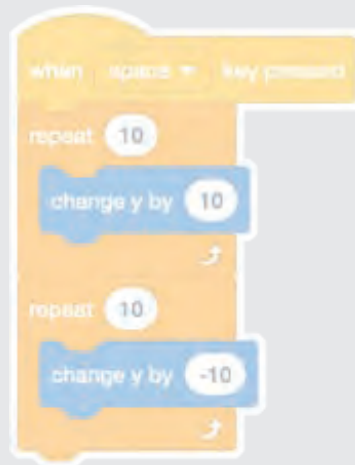 when space key pressed
repeat 10
change y by 10
repeat 10
change y by -10